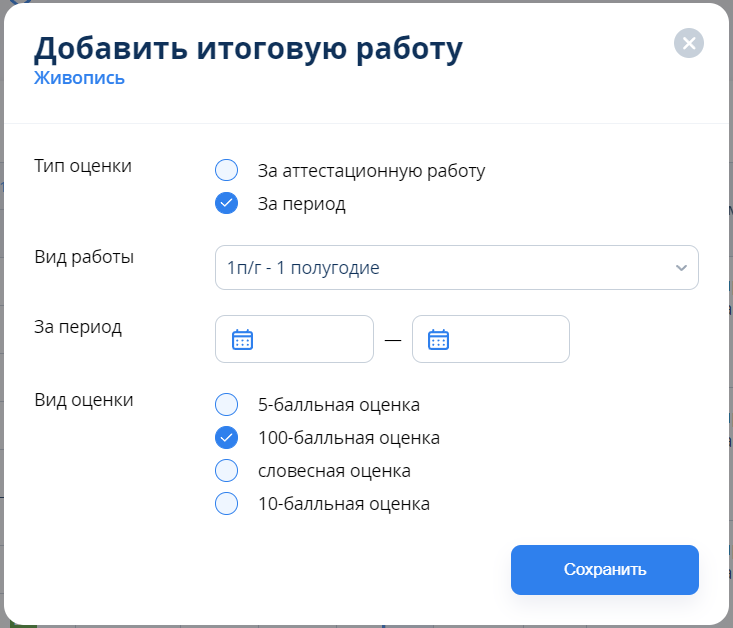 Добавить итоговую работу
Живопись
Тип оценки
За аттестационную работу
За период
Вид работы
1п/г - 1 полугодие
За период
—
Вид оценки
5-балльная оценка
100-балльная оценка
словесная оценка
10-балльная оценка
Сохранить